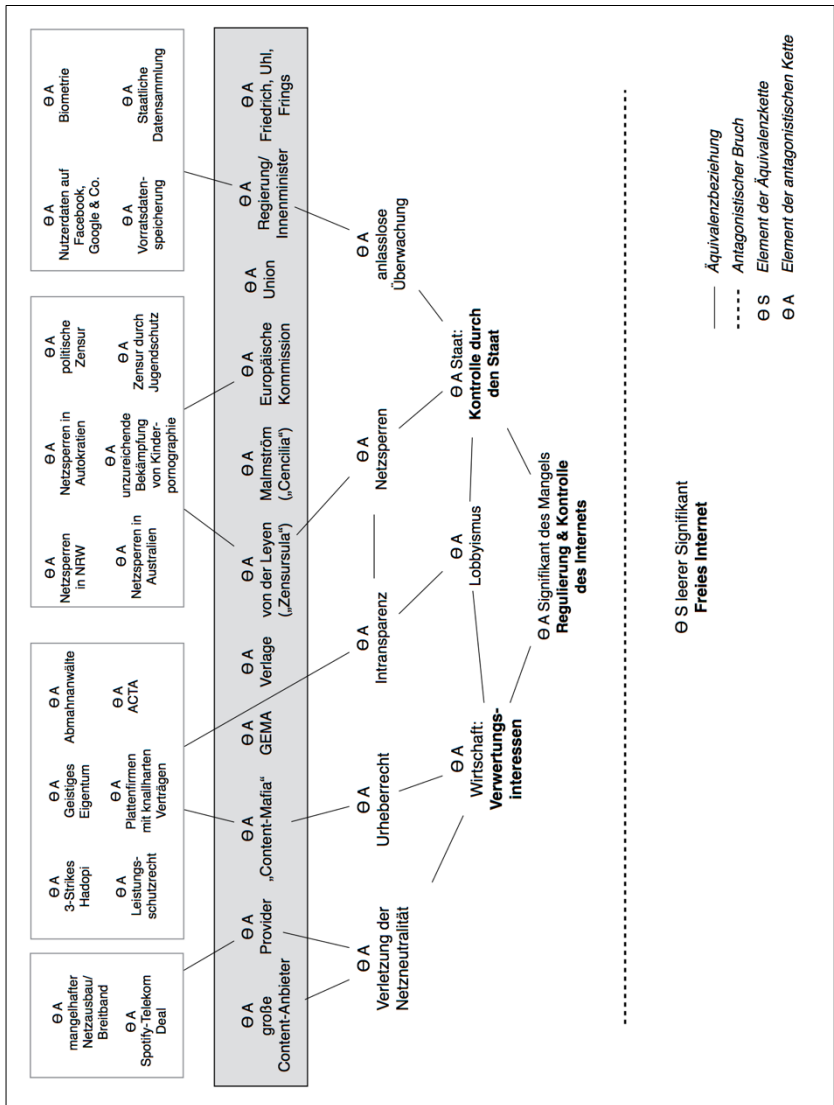 Ɵ A
mangelhafter
Netzausbau/
Breitband
Ɵ A
Spotify-Telekom
Deal
Ɵ A
3-Strikes
Hadopi
Ɵ A
Geistiges
Eigentum
Ɵ A
Abmahnanwälte
Ɵ A
Leistungs-
schutzrecht
Ɵ A
Plattenfirmen
mit knallharten
Verträgen
Ɵ A
ACTA
Ɵ A
Netzsperren
in NRW
Ɵ A
Netzsperren in
Autokratien
Ɵ A
politische
Zensur
Ɵ A
Netzsperren in
Australien
Ɵ A
unzureichende
Bekämpfung
von Kinder-
pornographie
Ɵ A
Zensur durch
Jugendschutz
Ɵ A
Nutzerdaten auf
Facebook,
Google & Co.
Ɵ A
Biometrie
Ɵ A
Vorratsdaten-
speicherung
Ɵ A
Staatliche
Datensammlung
Ɵ A
große
Content-Anbieter
Ɵ A
Provider
Ɵ A
„Content-Mafia“
Ɵ A
GEMA
Ɵ A
Verlage
Ɵ A
von der Leyen
(„Zensursula“)
Ɵ A
Malmström
(„Cencilia“)
Ɵ A
Europäische
Kommission
Ɵ A
Union
Ɵ A
Regierung/
Innenminister
Ɵ A
Friedrich, Uhl,
Frings
Ɵ A
Verletzung der
Netzneutralität
Ɵ A
Urheberrecht
Ɵ A
Intransparenz
Ɵ A
Netzsperren
Ɵ A
anlasslose
Überwachung
Ɵ A
Wirtschaft:
Verwertungs-
interessen
Ɵ A
Lobbyismus
Ɵ A Staat:
Kontrolle durch
den Staat
Ɵ A Signifikant des Mangels
Regulierung & Kontrolle
des Internets
Ɵ S leerer Signifikant
Freies Internet
Äquivalenzbeziehung
Antagonistischer Bruch
Ɵ S Element der Äquivalenzkette
Ɵ A Element der antagonistischen Kette